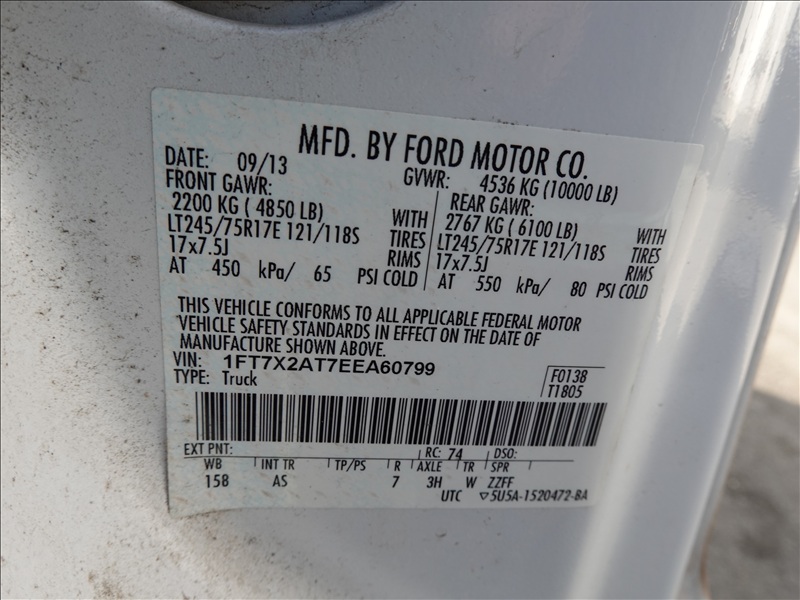 MFD. BY FORD MOTOR CO.
DATE: 09/13 GVWR: 4536 KG (10000 LB)
FRONT GAWR: REAR GAWR:
2200 KG ( 4850 LB) WITH 2767 KG ( 6100 LB) WITH
LT245/75R17E 121/118S TIRES LT245/75R17E 121/118S TIRES
17x7.5J RIMS 17x7.5J RIMS
AT 450 kPa/ 65 PSI COLD AT 550 kPa/ 80 PSI COLD
THIS VEHICLE CONFORMS TO ALL APPLICABLE FEDERAL MOTOR
VEHICLE SAFETY STANDARDS IN EFFECT ON THE DATE OF
MANUFACTURE SHOWN ABOVE.
VIN: 1FT7X2AT7EEA60799
TYPE: Truck F0138
T1805
EXT PNT: RC: 74 DSO:
WB INT TR TP/PS R AXLE TR SPR
158 AS 7 3H W ZZFF
UTC ▽5U5A-1520472-BA